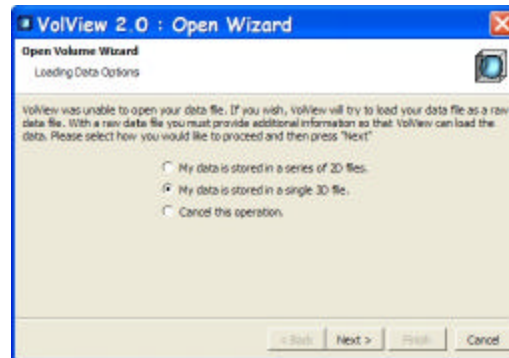 VolView 2.0 : Open Wizard
Open Volume Wizard
Loading Data Options
VolView was unable to open your data file. If you wish, VolView will try to load your data file as a raw
data file. With a raw data file you must provide additional information so that VolView can load the
data. Please select how you would like to proceed and then press "Next"
My data is stored in a series of 2D files.
My data is stored in a single 3D file.
Cancel this operation.
< Back Next > Finish Cancel